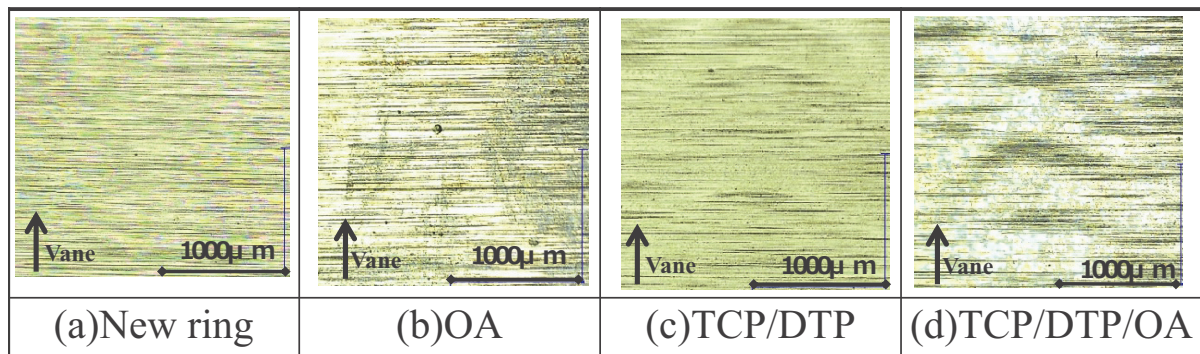 Vane
1000μ m
Vane
1000μ m
Vane
1000μ m
Vane
1000μ m
(a)New ring
(b)OA
(c)TCP/DTP
(d)TCP/DTP/OA